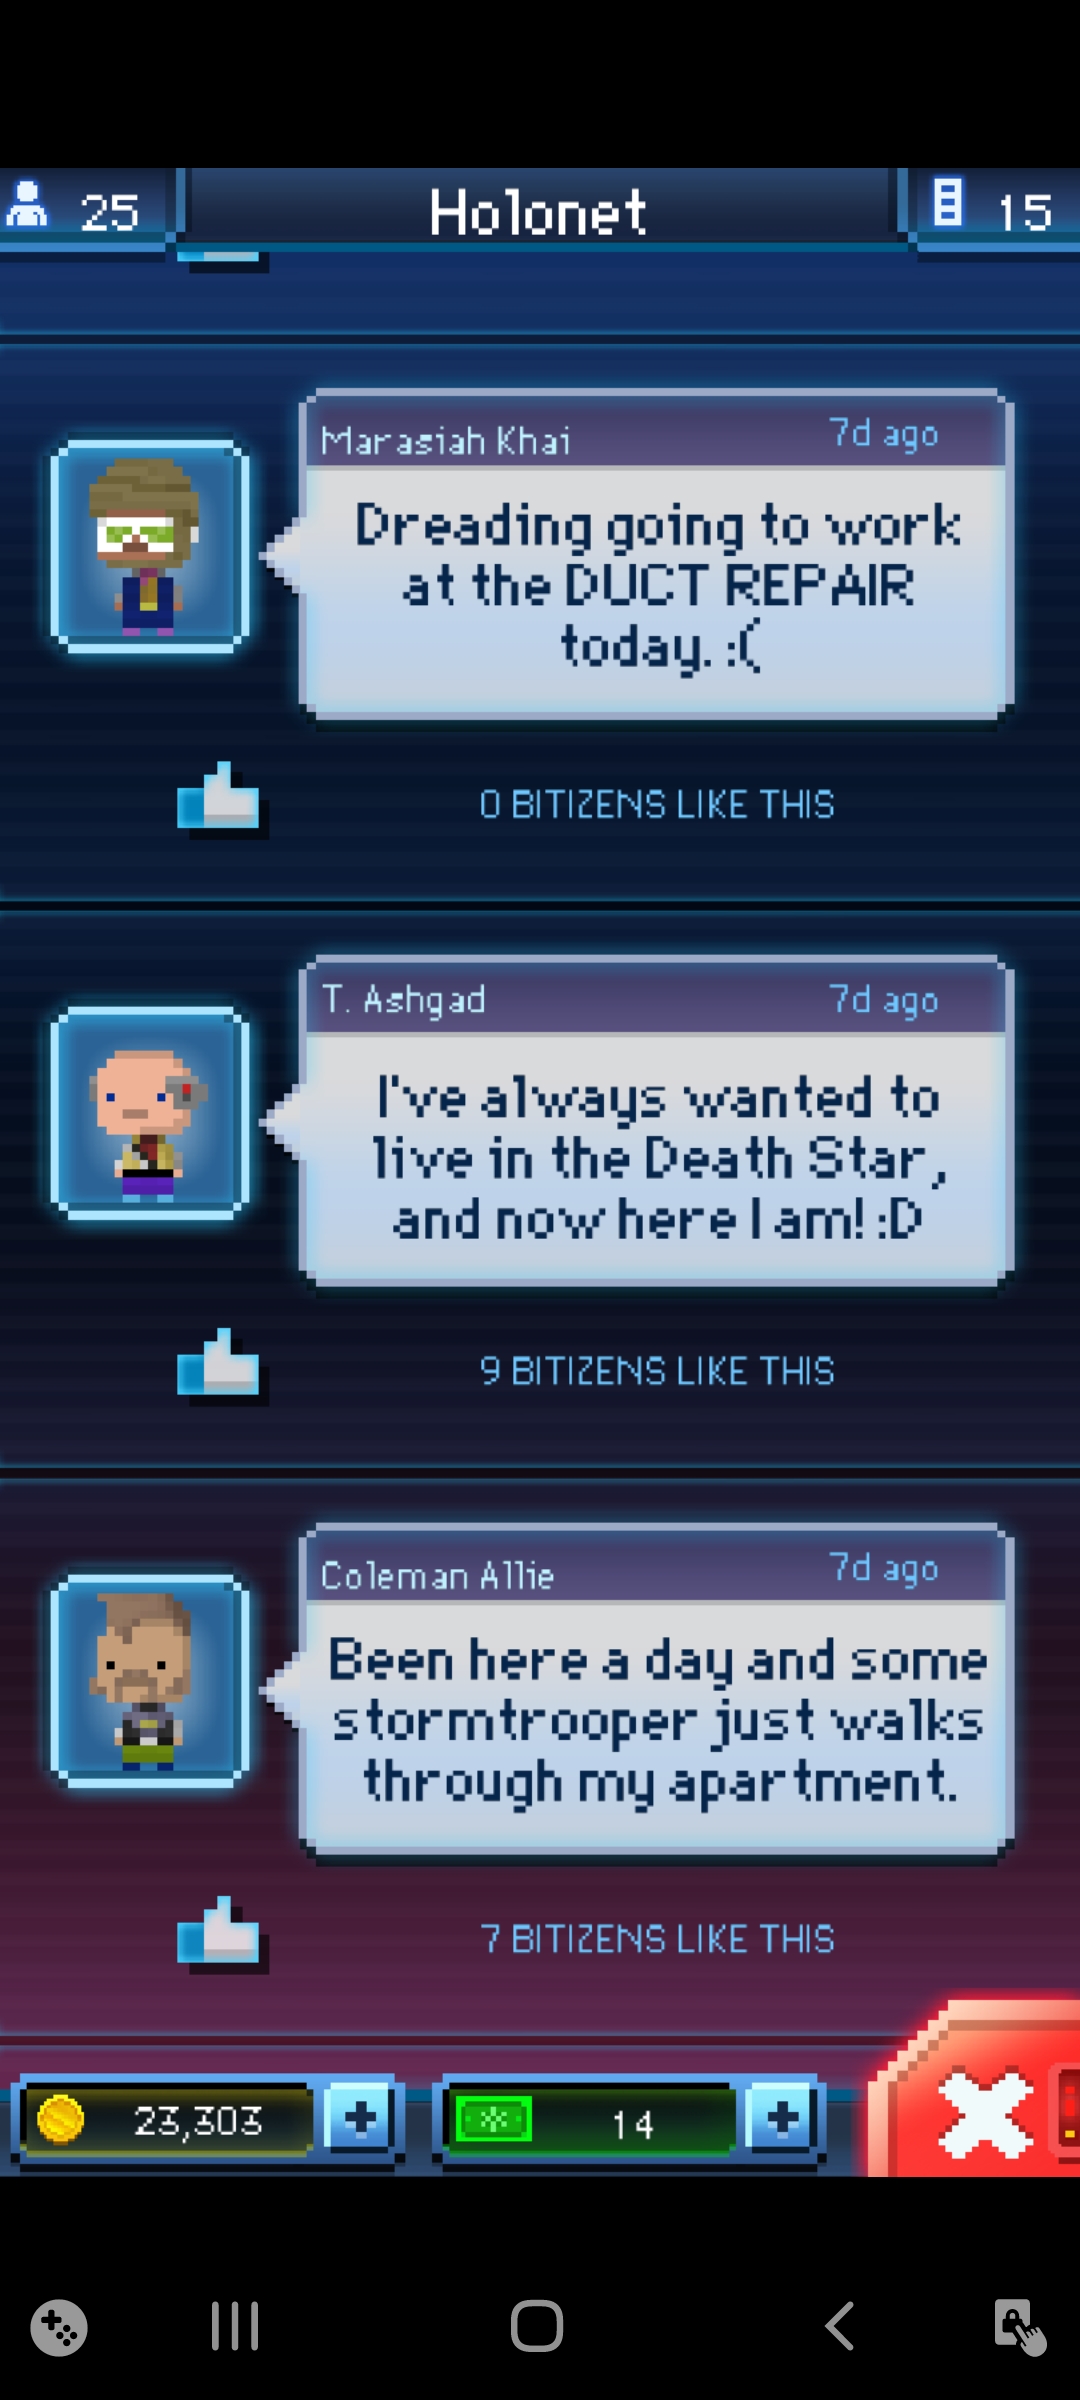 25
Holonet
15
Marasiah Khai
7d ago
Dreading going to work
at the DUCT REPAIR
today. :(
0 BITIZENS LIKE THIS
T. Ashgad
7d ago
I've always wanted to
live in the Death Star,
and now here I am! :D
9 BITIZENS LIKE THIS
Coleman Allie
7d ago
Been here a day and some
stormtrooper just walks
through my apartment.
7 BITIZENS LIKE THIS
23,303
14